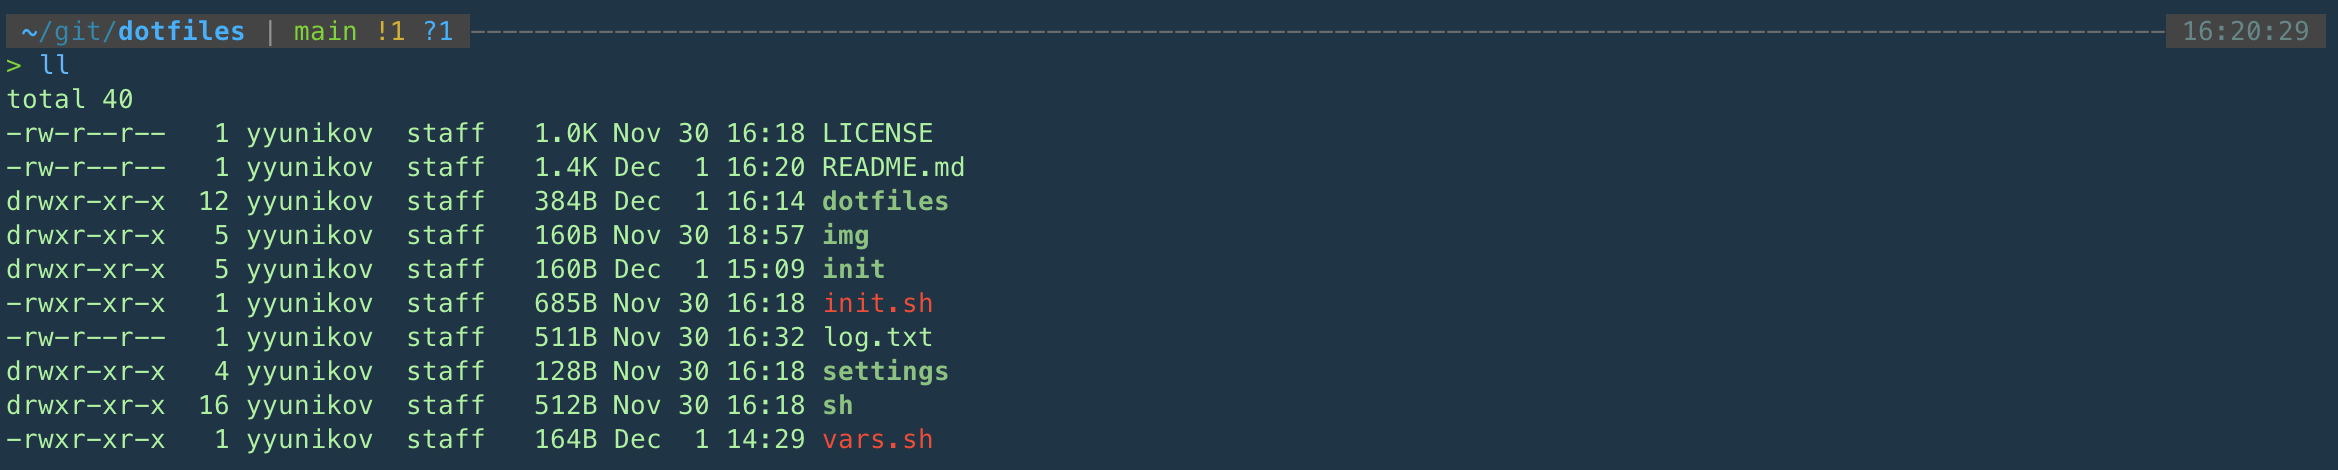 ~/git/dotfiles | main !1 ?1 16:20:29
> ll
total 40
-rw-r--r--   1 yyunikov  staff   1.0K Nov 30 16:18 LICENSE
-rw-r--r--   1 yyunikov  staff   1.4K Dec  1 16:20 README.md
drwxr-xr-x  12 yyunikov  staff   384B Dec  1 16:14 dotfiles
drwxr-xr-x   5 yyunikov  staff   160B Nov 30 18:57 img
drwxr-xr-x   5 yyunikov  staff   160B Dec  1 15:09 init
-rwxr-xr-x   1 yyunikov  staff   685B Nov 30 16:18 init.sh
-rw-r--r--   1 yyunikov  staff   511B Nov 30 16:32 log.txt
drwxr-xr-x   4 yyunikov  staff   128B Nov 30 16:18 settings
drwxr-xr-x  16 yyunikov  staff   512B Nov 30 16:18 sh
-rwxr-xr-x   1 yyunikov  staff   164B Dec  1 14:29 vars.sh